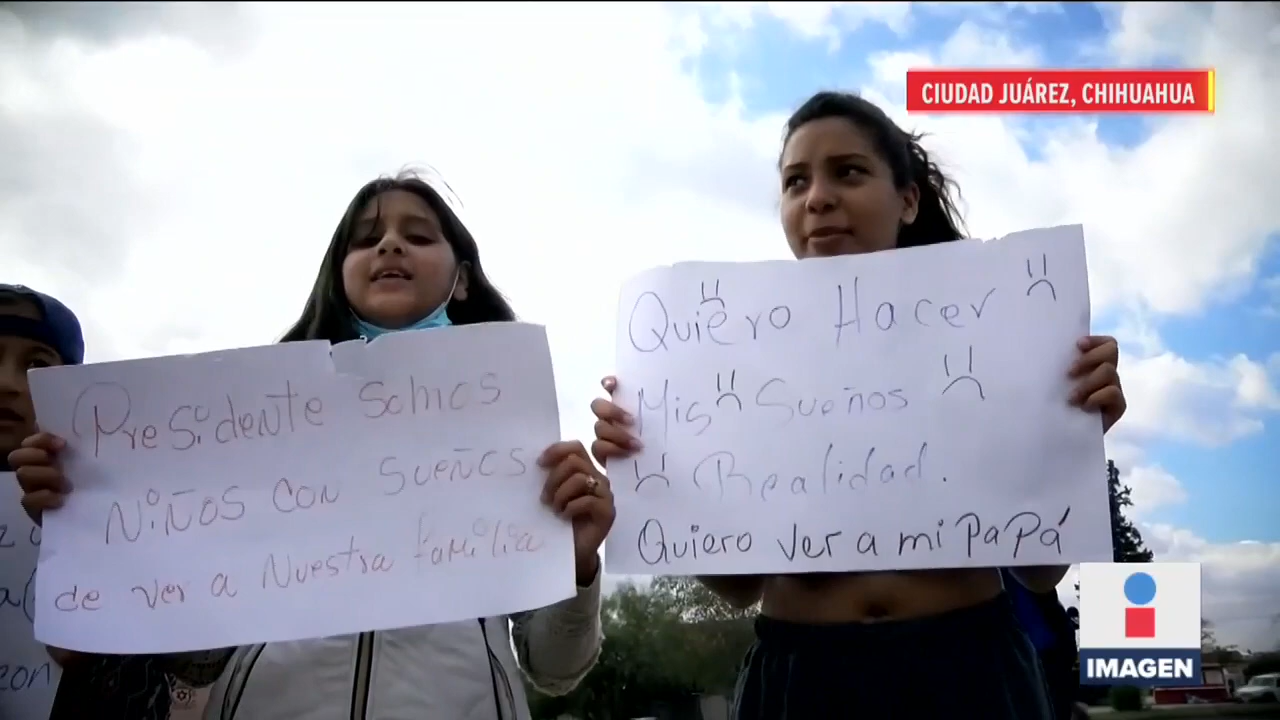 CIUDAD JUÁREZ, CHIHUAHUA
PresiDente somos
Niños con sueños
de ver a Nuestra familia
Quiero Hacer
Mis Sueños
Realidad.
Quiero ver a mi PaPá
con
IMAGEN